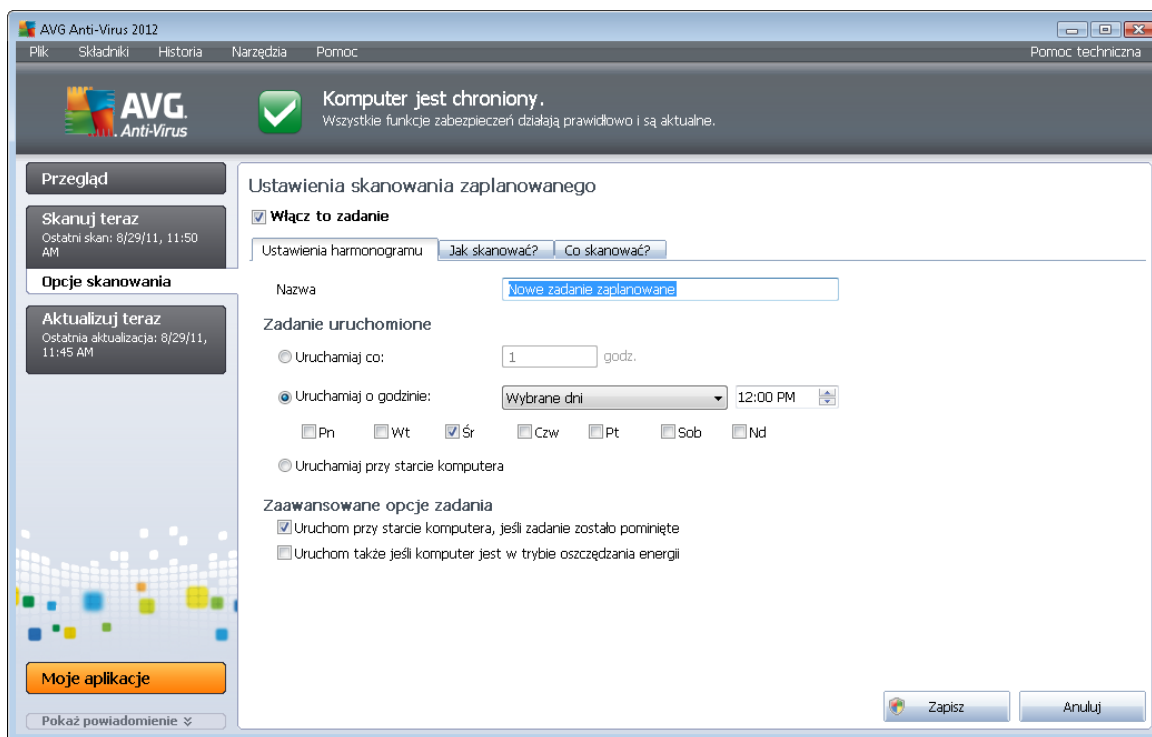 AVG Anti-Virus 2012
Plik Składniki Historia Narzędzia Pomoc Pomoc techniczna
AVG.
Anti-Virus
Komputer jest chroniony.
Wszystkie funkcje zabezpieczeń działają prawidłowo i są aktualne.
Przegląd
Skanuj teraz
Ostatni skan: 8/29/11, 11:50
AM
Opcje skanowania
Aktualizuj teraz
Ostatnia aktualizacja: 8/29/11,
11:45 AM
Moje aplikacje
Pokaż powiadomienie
Ustawienia skanowania zaplanowanego
Włącz to zadanie
Ustawienia harmonogramu Jak skanować? Co skanować?
Nazwa Nowe zadanie zaplanowane
Zadanie uruchomione
Uruchamiaj co: 1 godz.
Uruchamiaj o godzinie: Wybrane dni 12:00 PM
Pn Wt Śr Czw Pt Sob Nd
Uruchamiaj przy starcie komputera
Zaawansowane opcje zadania
Uruchom przy starcie komputera, jeśli zadanie zostało pominięte
Uruchom także jeśli komputer jest w trybie oszczędzania energii
Zapisz Anuluj